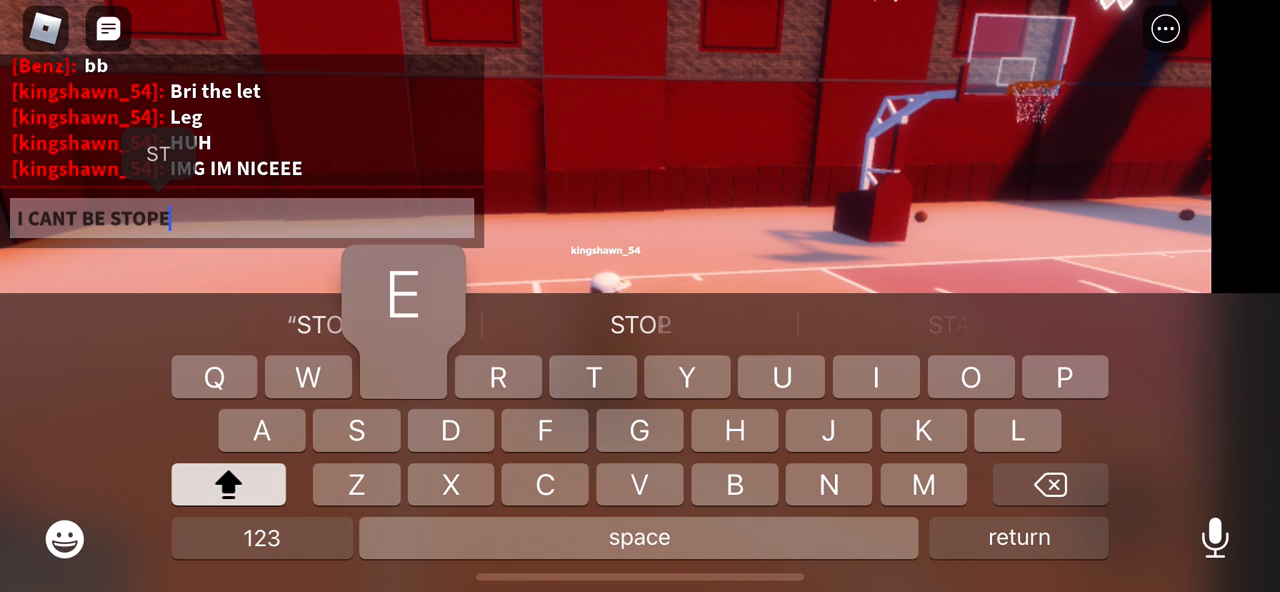 [Benz]: bb
[kingshawn_54]: Bri the let
[kingshawn_54]: Leg
[kingshawn_54]: HUH
ST
[kingshawn_54]: IMG IM NICEEE
I CANT BE STOPE
kingshawn_54
E
“STO STOP
Q W R T Y U I O P
A S D F G H J K L
Z X C V B N M
123 space return